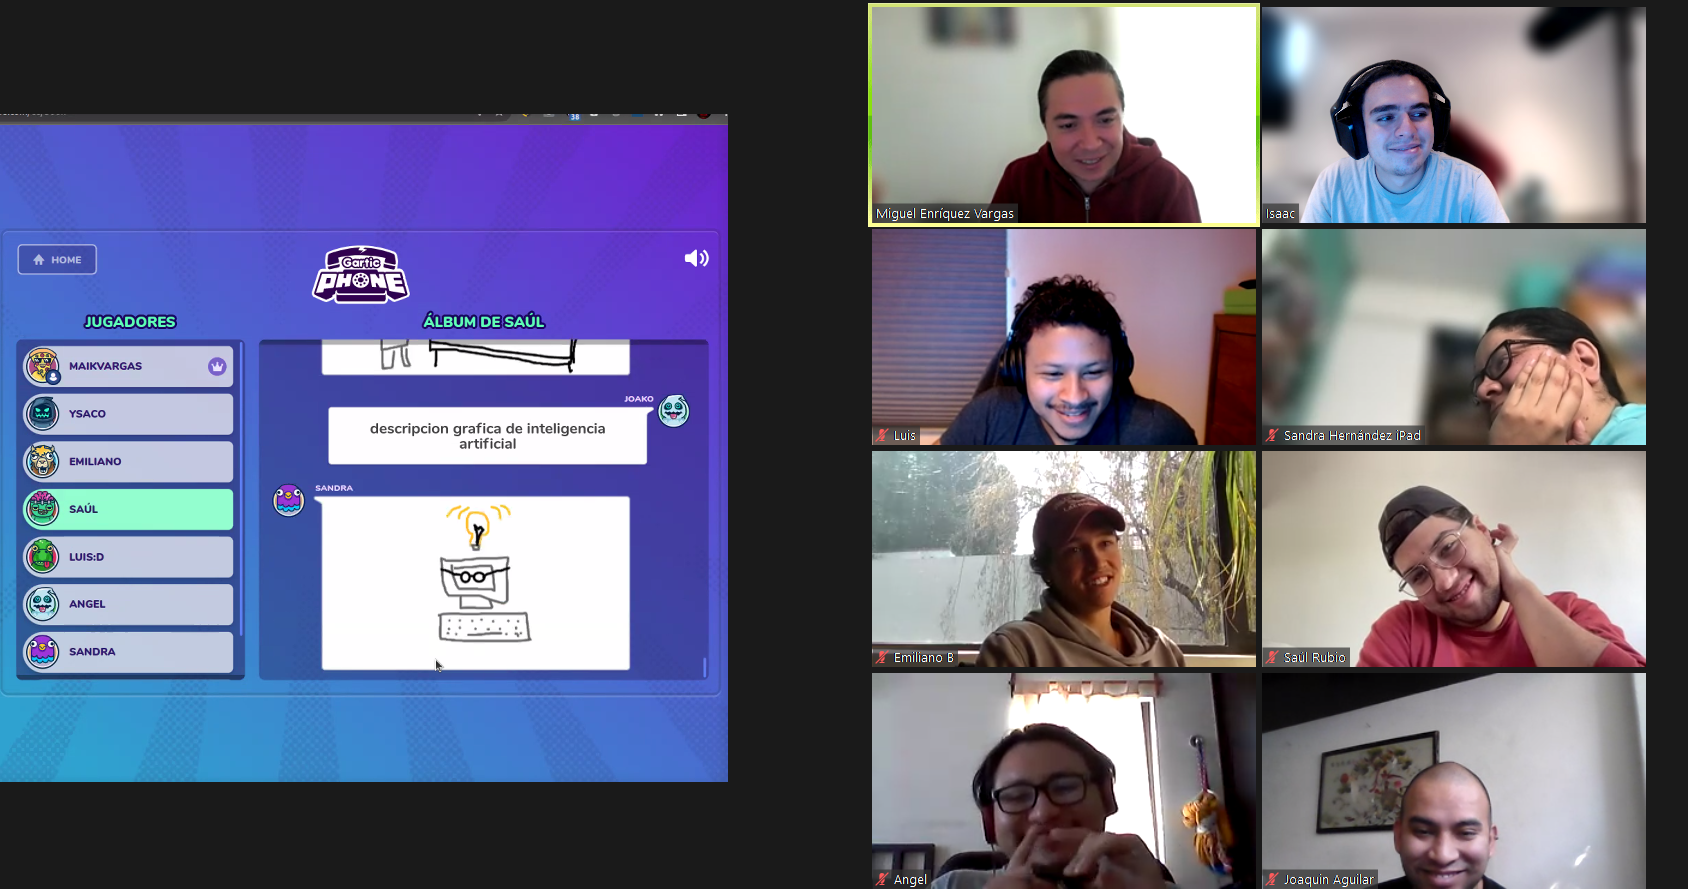 38
HOME
Gartic
PHONE
JUGADORES
MAIKVARGAS
YSACO
EMILIANO
SAÚL
LUIS:D
ANGEL
SANDRA
ÁLBUM DE SAÚL
JOAKO
descripcion grafica de inteligencia
artificial
SANDRA
Miguel Enríquez Vargas
Isaac
Luis
Sandra Hernández iPad
Emiliano B
Saúl Rubio
Angel
Joaquín Aguilar